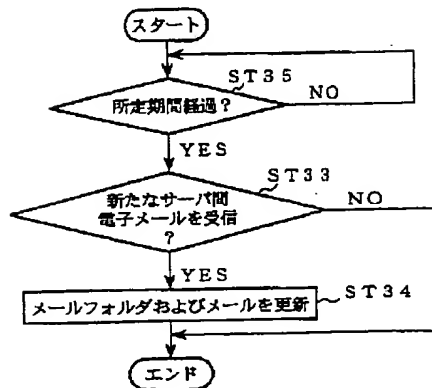 スタート
ST35
所定期間経過？
NO
YES
ST33
新たなサーバ間
電子メールを受信
？
NO
YES
メールフォルダおよびメールを更新
ST34
エンド